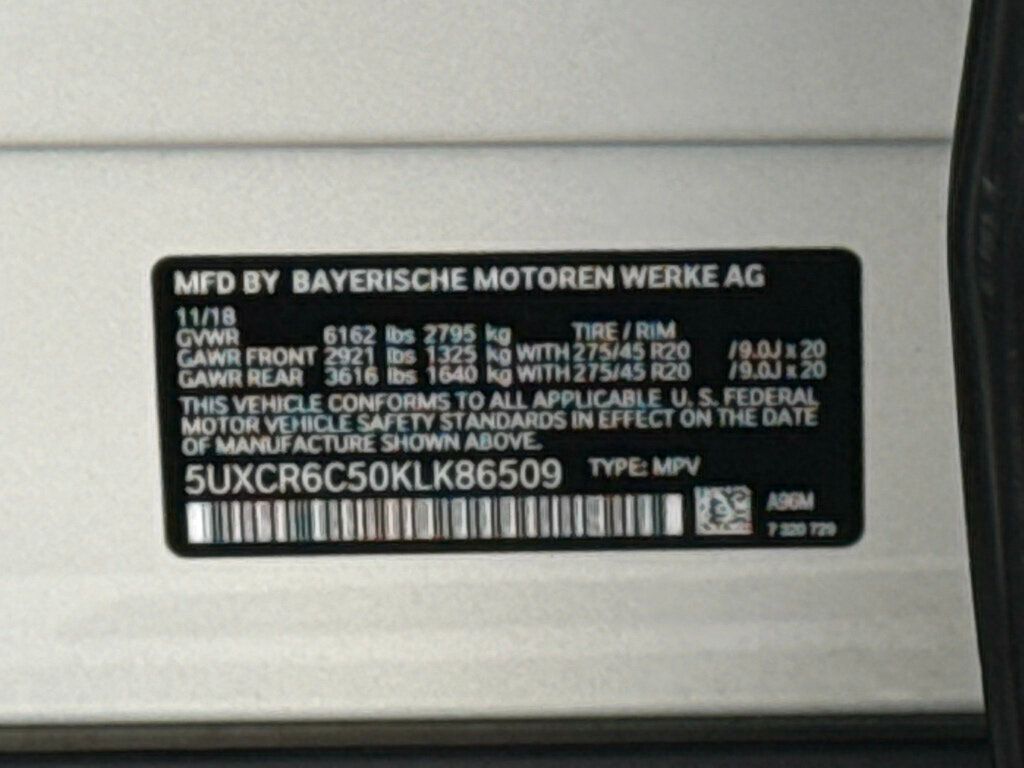 MFD BY BAYERISCHE MOTOREN WERKE AG
11/18
GVWR 6162 lbs 2795 kg TIRE / RIM
GAWR FRONT 2921 lbs 1325 kg WITH 275/45 R20 /9.0J x 20
GAWR REAR 3616 lbs 1640 kg WITH 275/45 R20 /9.0J x 20
THIS VEHICLE CONFORMS TO ALL APPLICABLE U. S. FEDERAL
MOTOR VEHICLE SAFETY STANDARDS IN EFFECT ON THE DATE
OF MANUFACTURE SHOWN ABOVE.
5UXCR6C50KLK86509 TYPE: MPV
A96M
7 320 729